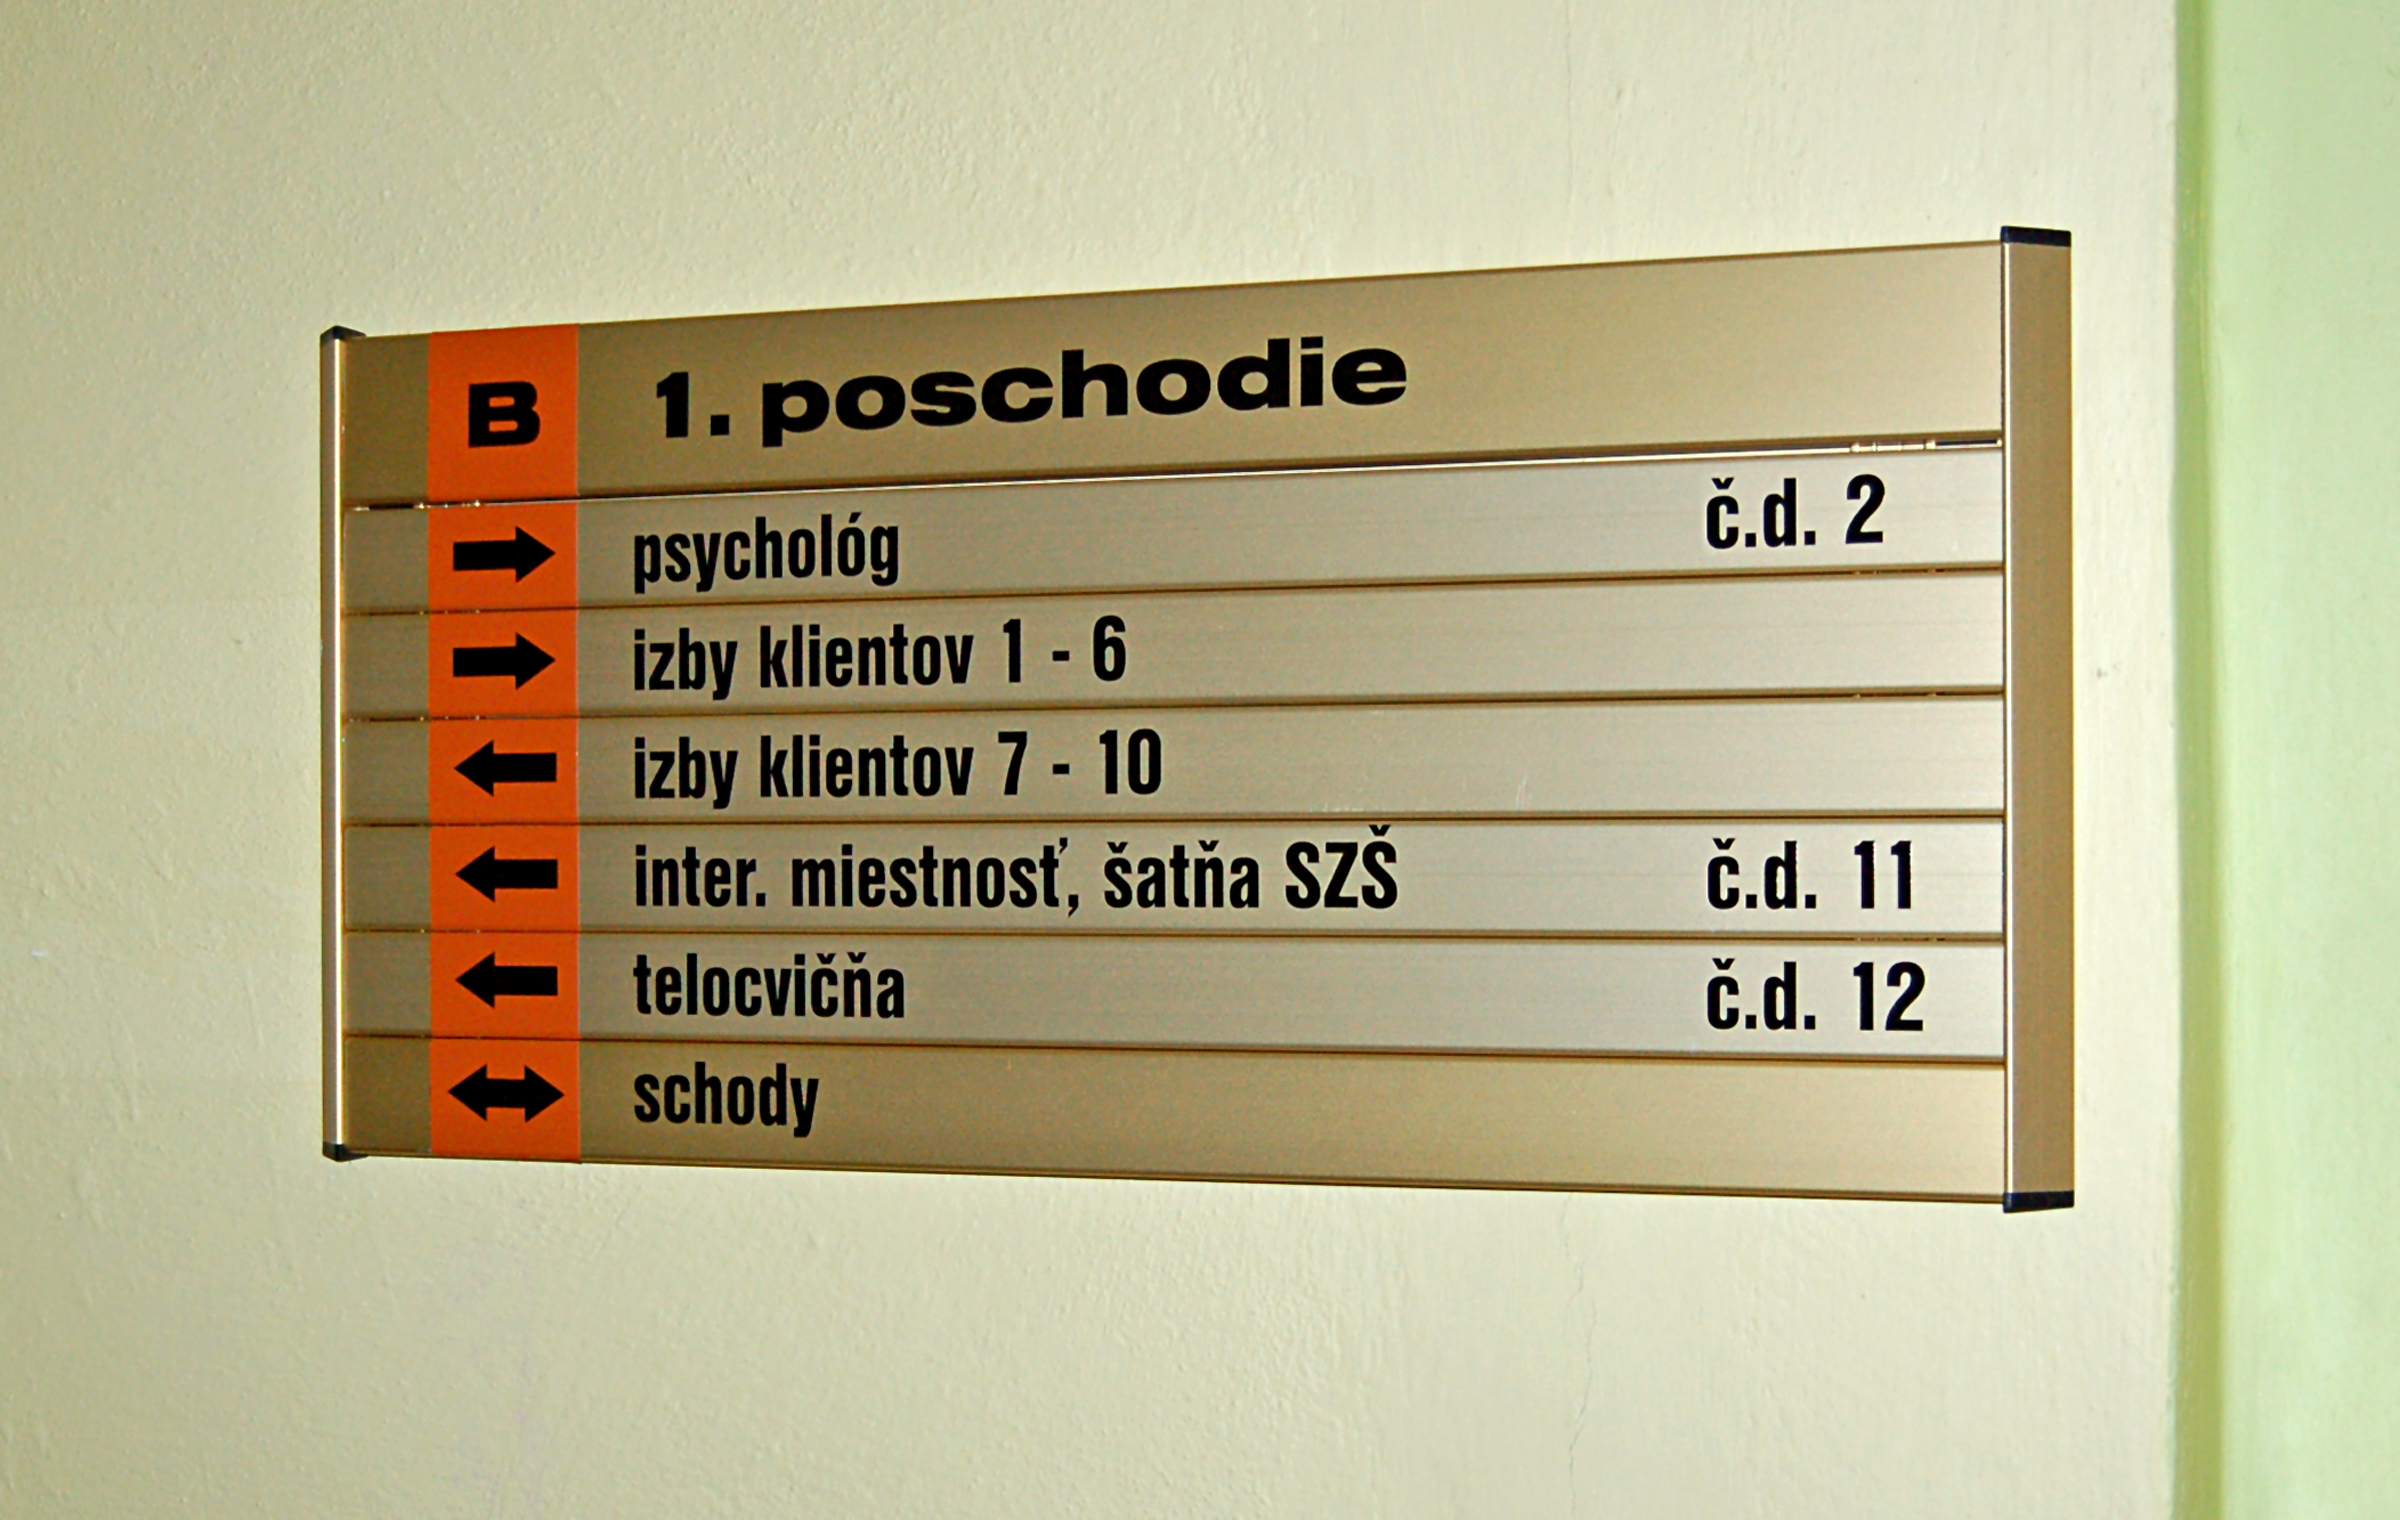 B 1. poschodie
psychológ č.d. 2
izby klientov 1 - 6
izby klientov 7 - 10
inter. miestnosť, šatňa SZŠ č.d. 11
telocvičňa č.d. 12
schody